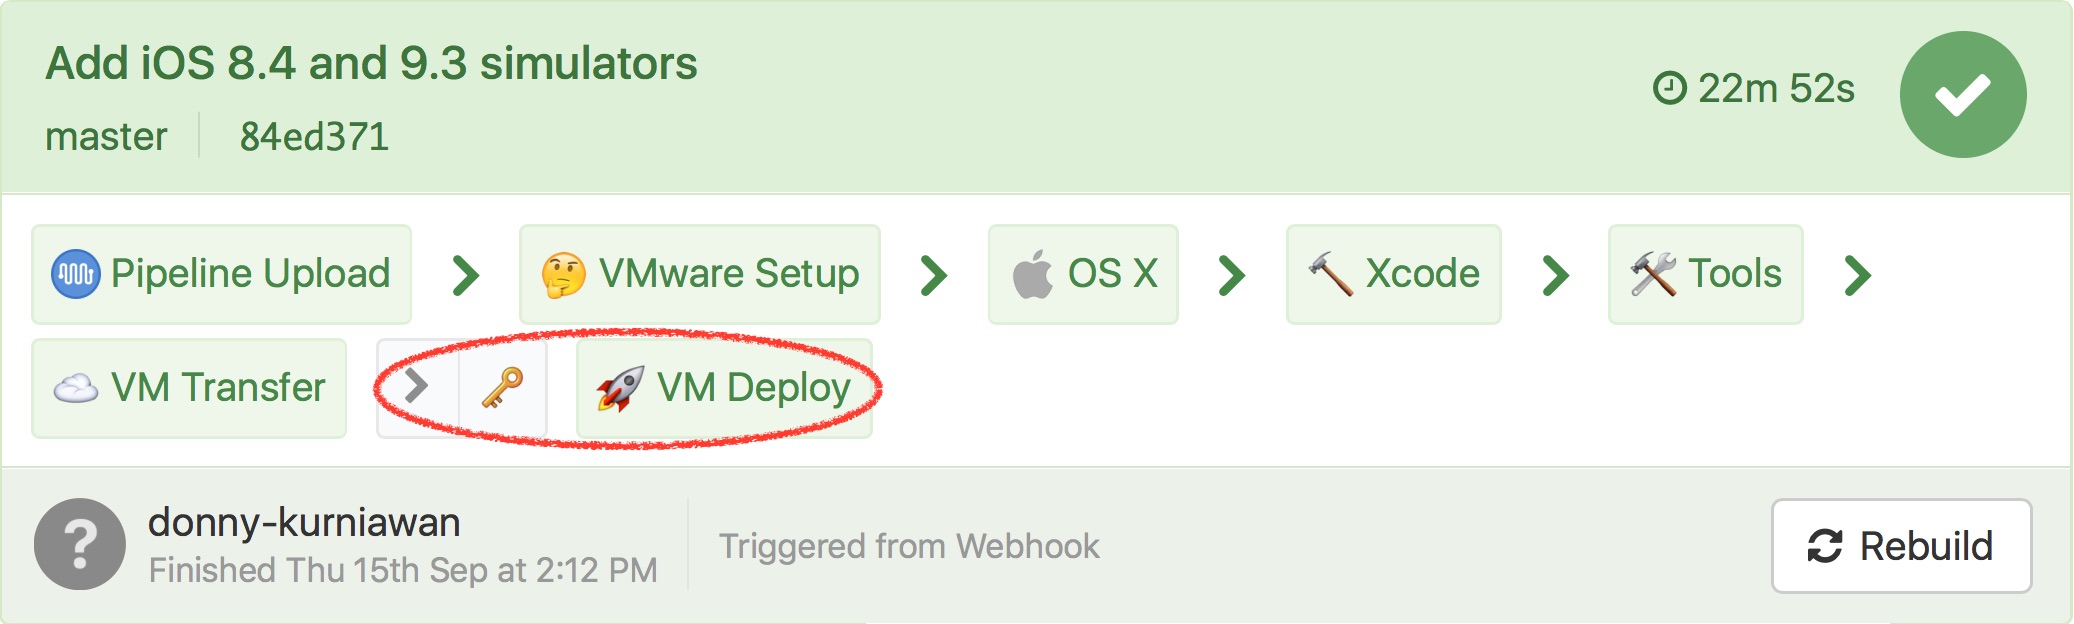 Add iOS 8.4 and 9.3 simulators
22m 52s
master 84ed371
Pipeline Upload VMware Setup OS X Xcode Tools
VM Transfer VM Deploy
donny-kurniawan
Finished Thu 15th Sep at 2:12 PM
Triggered from Webhook
Rebuild